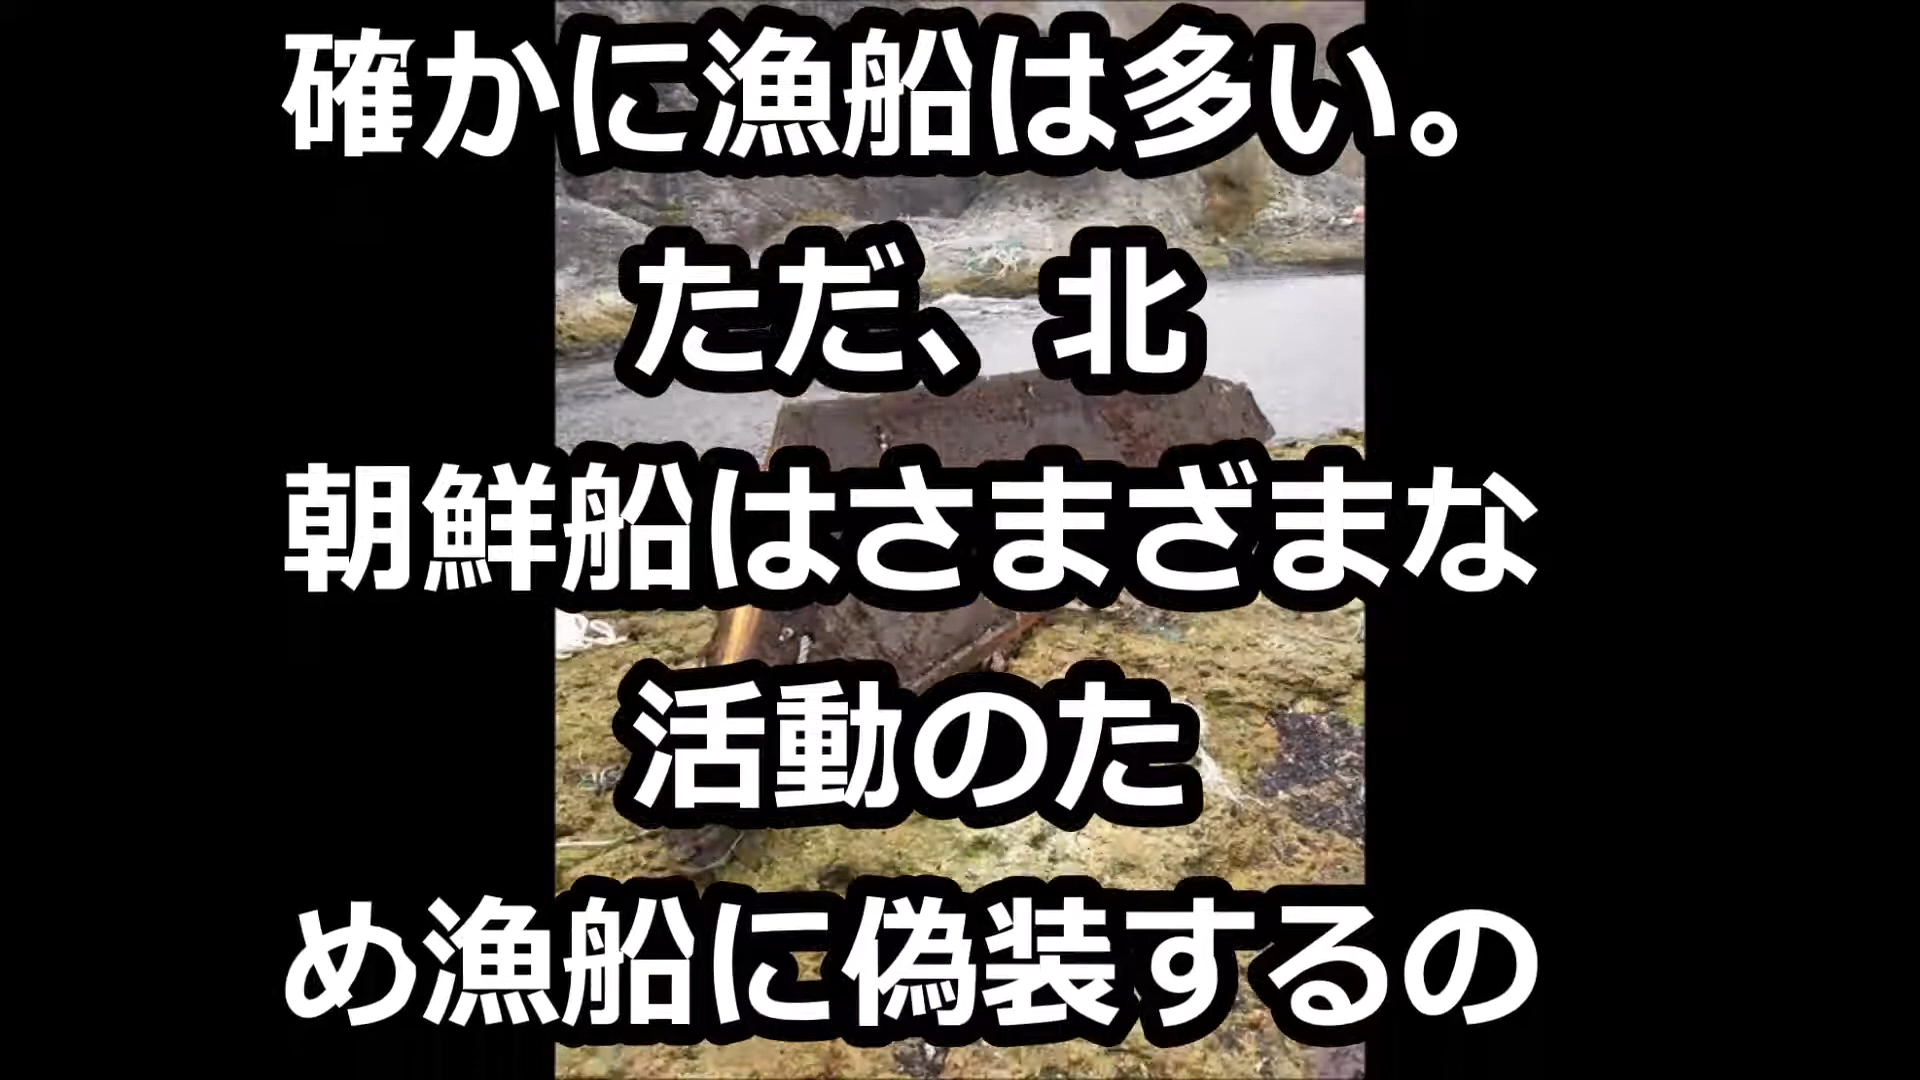 確かに漁船は多い。
ただ、北
朝鮮船はさまざまな
活動のた
め漁船に偽装するの